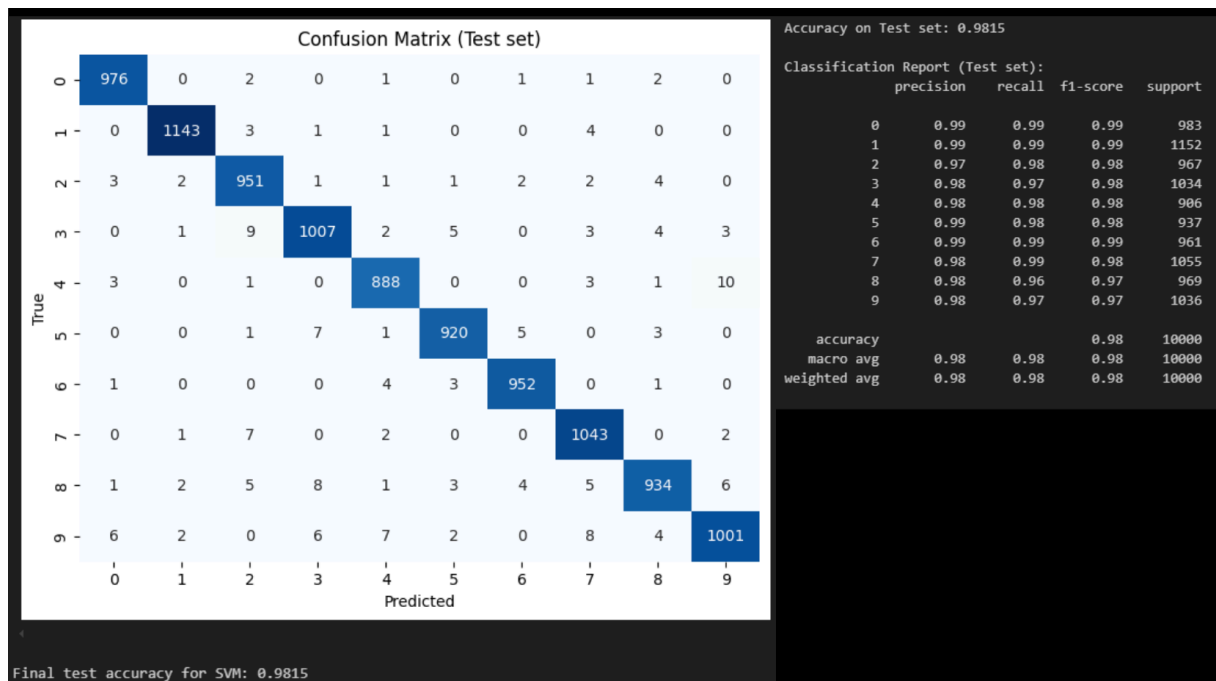 Confusion Matrix (Test set)
0 976 0 2 0 1 0 1 1 2 0
1 0 1143 3 1 1 0 0 4 0 0
2 3 2 951 1 1 1 2 2 4 0
3 0 1 9 1007 2 5 0 3 4 3
4 3 0 1 0 888 0 0 3 1 10
5 0 0 1 7 1 920 5 0 3 0
6 1 0 0 0 4 3 952 0 1 0
7 0 1 7 0 2 0 0 1043 0 2
8 1 2 5 8 1 3 4 5 934 6
9 6 2 0 6 7 2 0 8 4 1001
0 1 2 3 4 5 6 7 8 9
True
Predicted
Accuracy on Test set: 0.9815
Classification Report (Test set):
precision recall f1-score support
0 0.99 0.99 0.99 983
1 0.99 0.99 0.99 1152
2 0.97 0.98 0.98 967
3 0.98 0.97 0.98 1034
4 0.98 0.98 0.98 906
5 0.99 0.98 0.98 937
6 0.99 0.99 0.99 961
7 0.98 0.99 0.98 1055
8 0.98 0.96 0.97 969
9 0.98 0.97 0.97 1036
accuracy 0.98 10000
macro avg 0.98 0.98 0.98 10000
weighted avg 0.98 0.98 0.98 10000
Final test accuracy for SVM: 0.9815